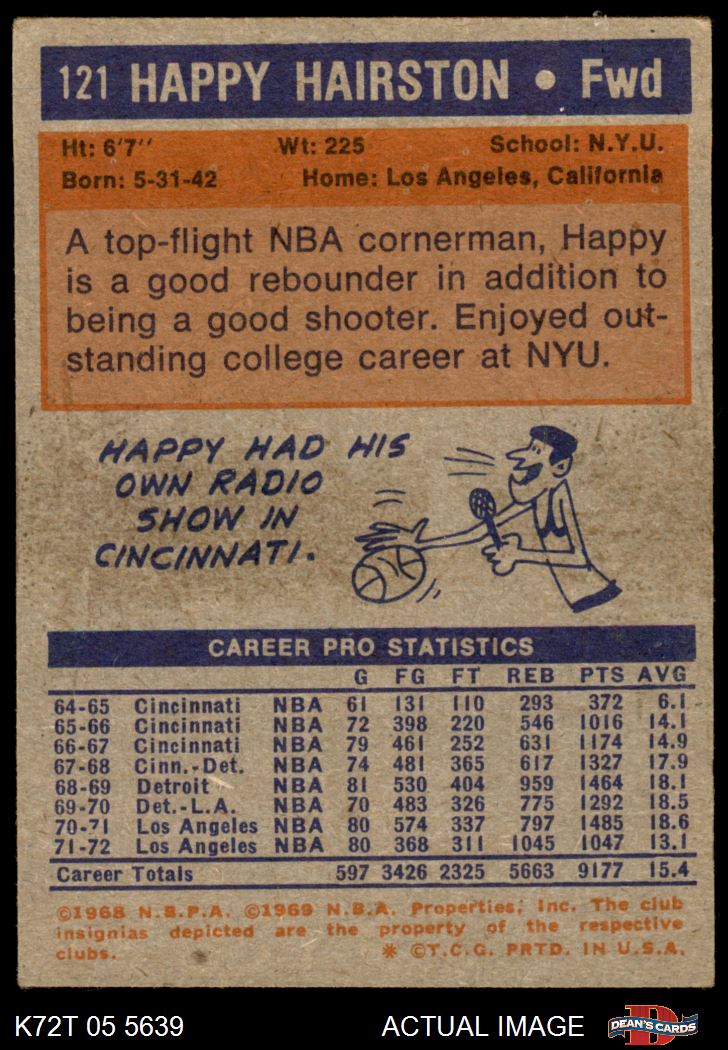 121 HAPPY HAIRSTON • Fwd
Ht: 6'7'' Wt: 225 School: N.Y.U.
Born: 5-31-42 Home: Los Angeles, California
A top-flight NBA cornerman, Happy
is a good rebounder in addition to
being a good shooter. Enjoyed out-
standing college career at NYU.
HAPPY HAD HIS
OWN RADIO
SHOW IN
CINCINNATI.
CAREER PRO STATISTICS
G FG FT REB PTS AVG
64-65 Cincinnati NBA 61 131 110 293 372 6.1
65-66 Cincinnati NBA 72 398 220 546 1016 14.1
66-67 Cincinnati NBA 79 461 252 631 1174 14.9
67-68 Cinn.-Det. NBA 74 481 365 617 1327 17.9
68-69 Detroit NBA 81 530 404 959 1464 18.1
69-70 Det.-L.A. NBA 70 483 326 775 1292 18.5
70-71 Los Angeles NBA 80 574 337 797 1485 18.6
71-72 Los Angeles NBA 80 368 311 1045 1047 13.1
Career Totals 597 3426 2325 5663 9177 15.4
©1968 N.B.P.A. ©1969 N.B.A. Properties, Inc. The club
insignias depicted are the property of the respective
clubs. * ©T.C.G. PRTD. IN U.S.A.
K72T 05 5639 ACTUAL IMAGE D DEAN'S CARDS